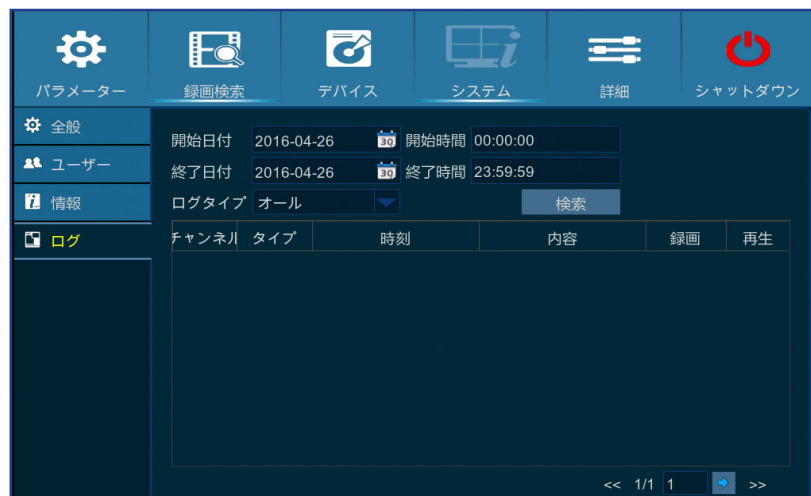 パラメーター 録画検索 デバイス システム 詳細 シャットダウン
全般
ユーザー
情報
ログ
開始日付 2016-04-26 30 開始時間 00:00:00
終了日付 2016-04-26 30 終了時間 23:59:59
ログタイプ オール 検索
チャンネル タイプ 時刻 内容 録画 再生
<< 1/1 1 >>